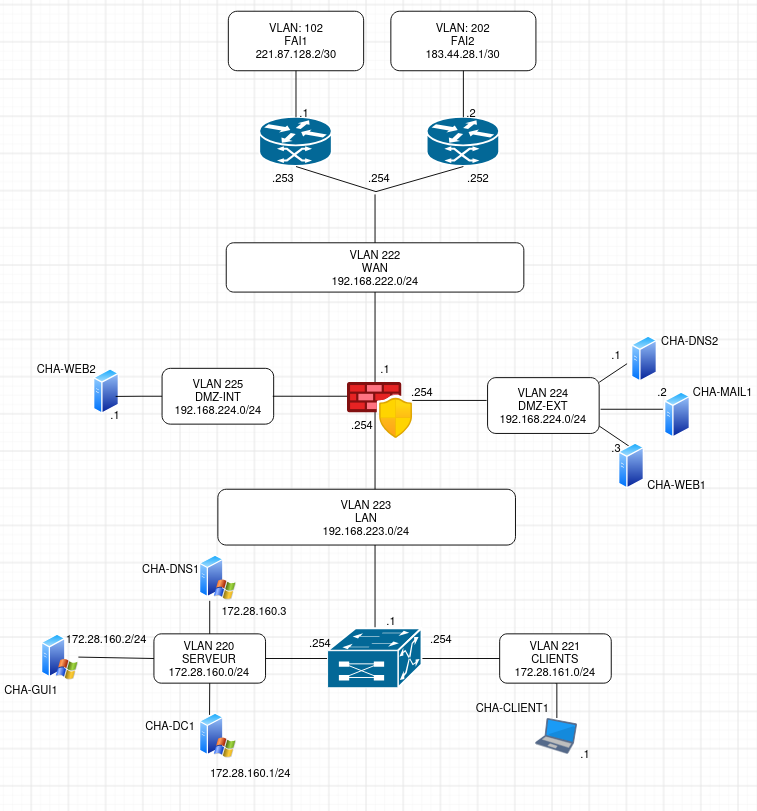 VLAN: 102
FAI1
221.87.128.2/30
VLAN: 202
FAI2
183.44.28.1/30
.1
.2
.253
.254
.252
VLAN 222
WAN
192.168.222.0/24
CHA-WEB2
.1
VLAN 225
DMZ-INT
192.168.224.0/24
.1
.254
.254
VLAN 224
DMZ-EXT
192.168.224.0/24
.1
CHA-DNS2
.2
CHA-MAIL1
.3
CHA-WEB1
VLAN 223
LAN
192.168.223.0/24
CHA-DNS1
172.28.160.3
172.28.160.2/24
CHA-GUI1
VLAN 220
SERVEUR
172.28.160.0/24
.254
.1
.254
VLAN 221
CLIENTS
172.28.161.0/24
CHA-DC1
172.28.160.1/24
CHA-CLIENT1
.1